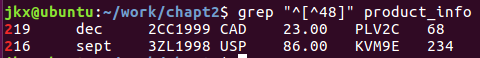 jkx@ubuntu:~/work/chapt2$ grep "^[^48]" product_info
219 dec 2CC1999 CAD 23.00 PLV2C 68
216 sept 3ZL1998 USP 86.00 KVM9E 234